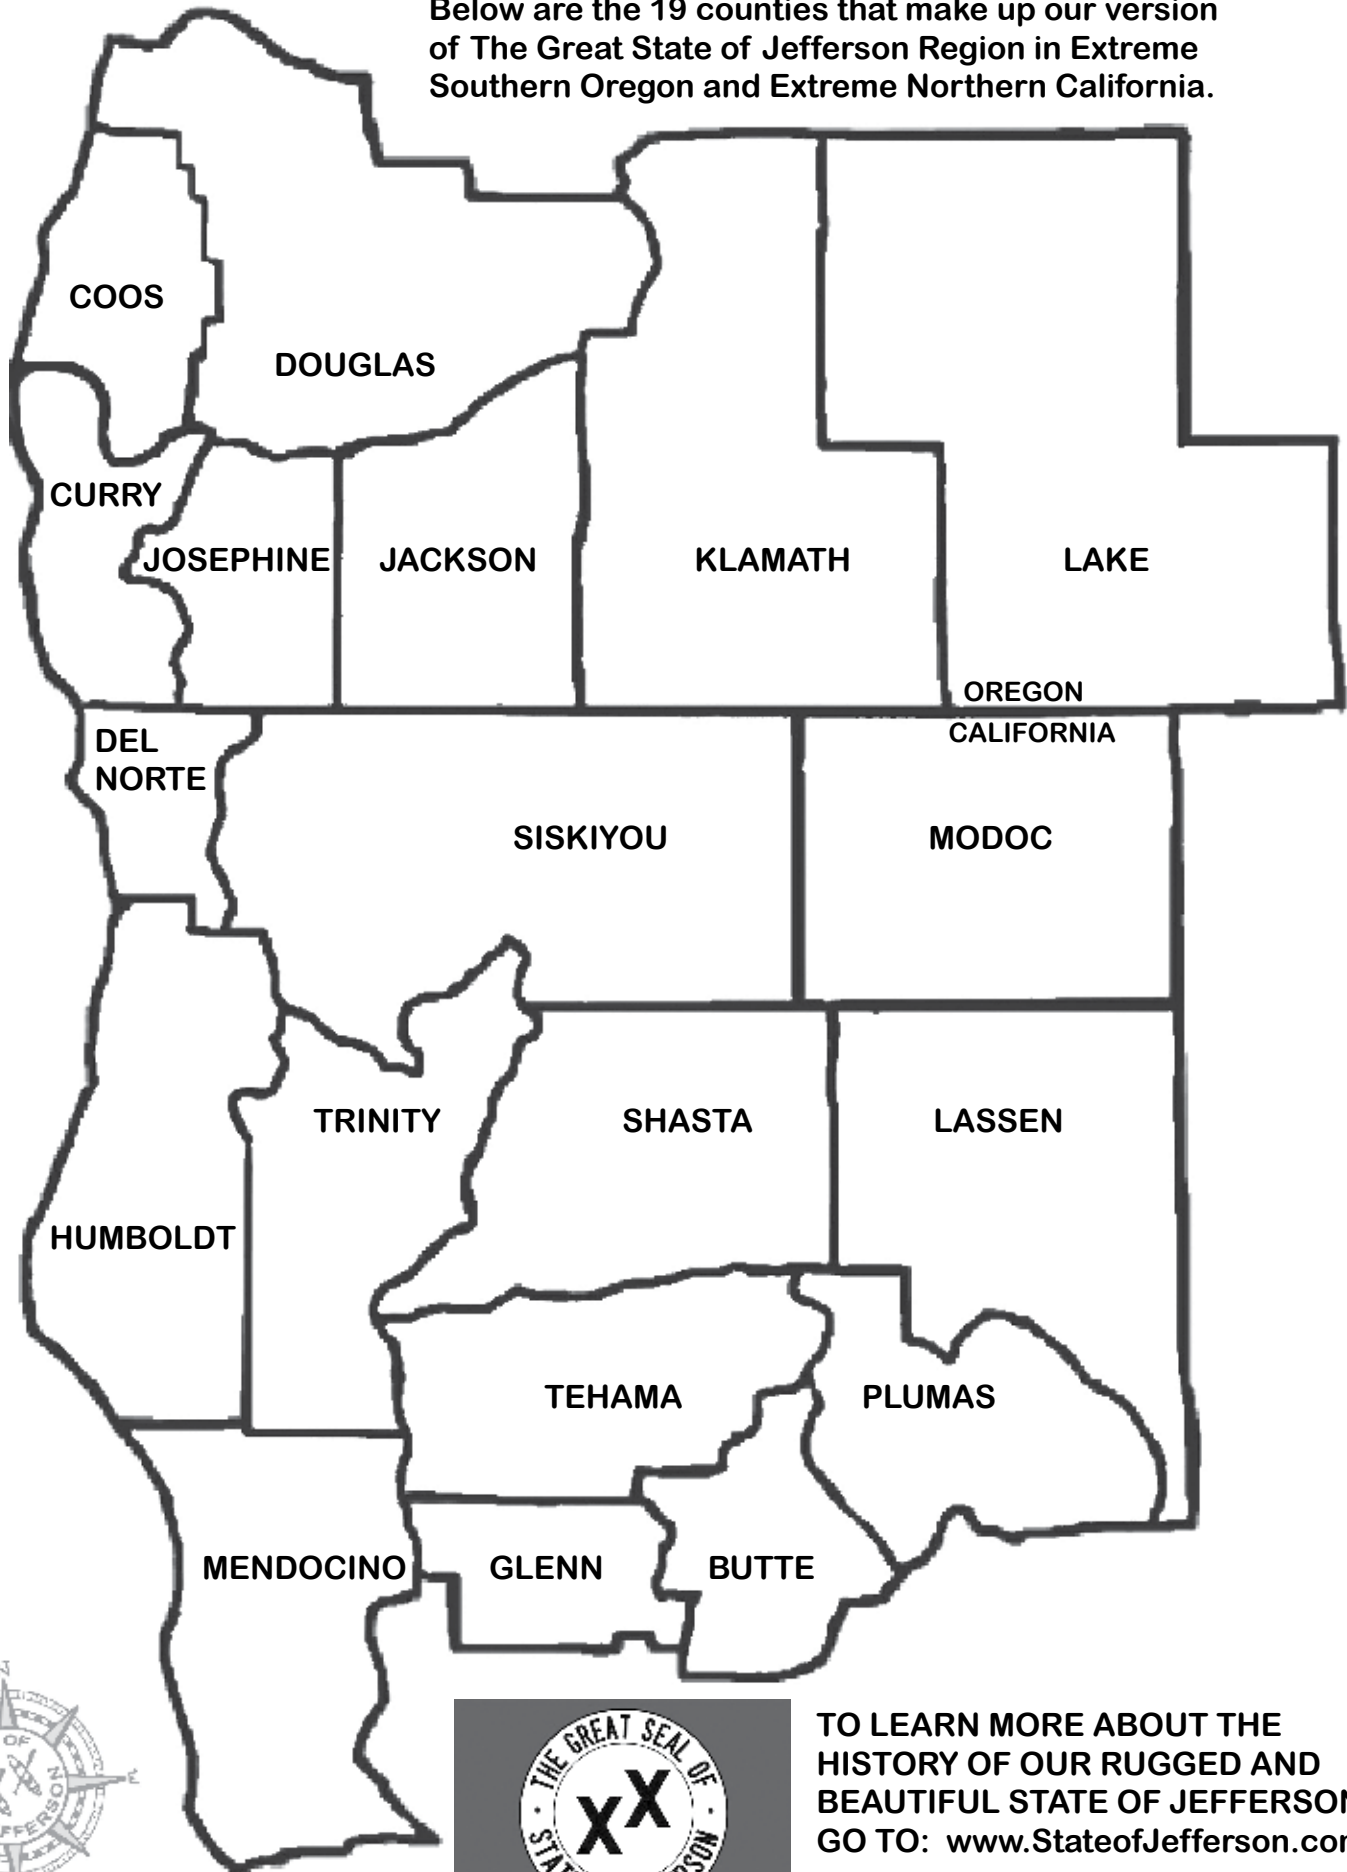 Below are the 19 counties that make up our version
of The Great State of Jefferson Region in Extreme
Southern Oregon and Extreme Northern California.
COOS
DOUGLAS
CURRY
JOSEPHINE
JACKSON
KLAMATH
LAKE
OREGON
CALIFORNIA
DEL
NORTE
SISKIYOU
MODOC
TRINITY
SHASTA
LASSEN
HUMBOLDT
TEHAMA
PLUMAS
MENDOCINO
GLENN
BUTTE
N
OF
E
THE GREAT SEAL OF
XX
TO LEARN MORE ABOUT THE
HISTORY OF OUR RUGGED AND
BEAUTIFUL STATE OF JEFFERSON
GO TO: www.StateofJefferson.com